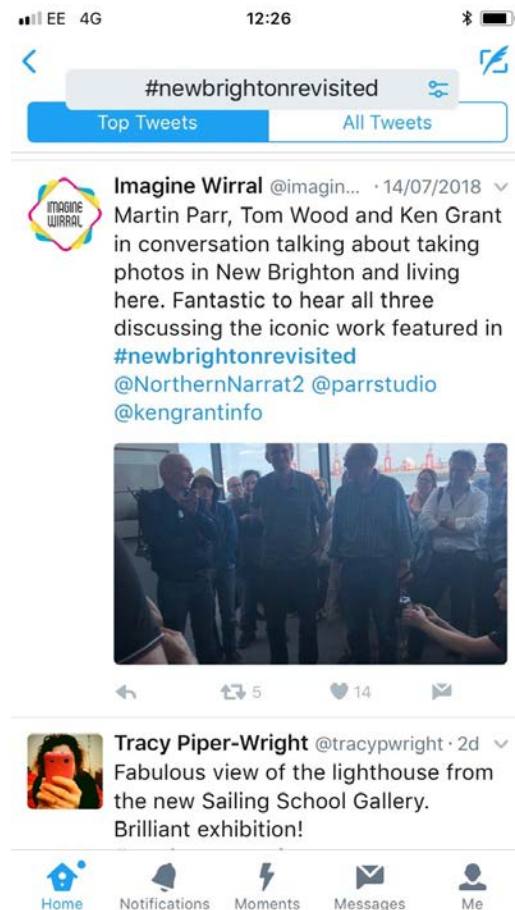 EE 4G 12:26
#newbrightonrevisited
Top Tweets All Tweets
IMAGINE
WIRRAL
Imagine Wirral @imagin... · 14/07/2018
Martin Parr, Tom Wood and Ken Grant
in conversation talking about taking
photos in New Brighton and living
here. Fantastic to hear all three
discussing the iconic work featured in
#newbrightonrevisited
@NorthernNarrat2 @parrstudio
@kengrantinfo
5 14
Tracy Piper-Wright @tracypwright · 2d
Fabulous view of the lighthouse from
the new Sailing School Gallery.
Brilliant exhibition!
Home Notifications Moments Messages Me